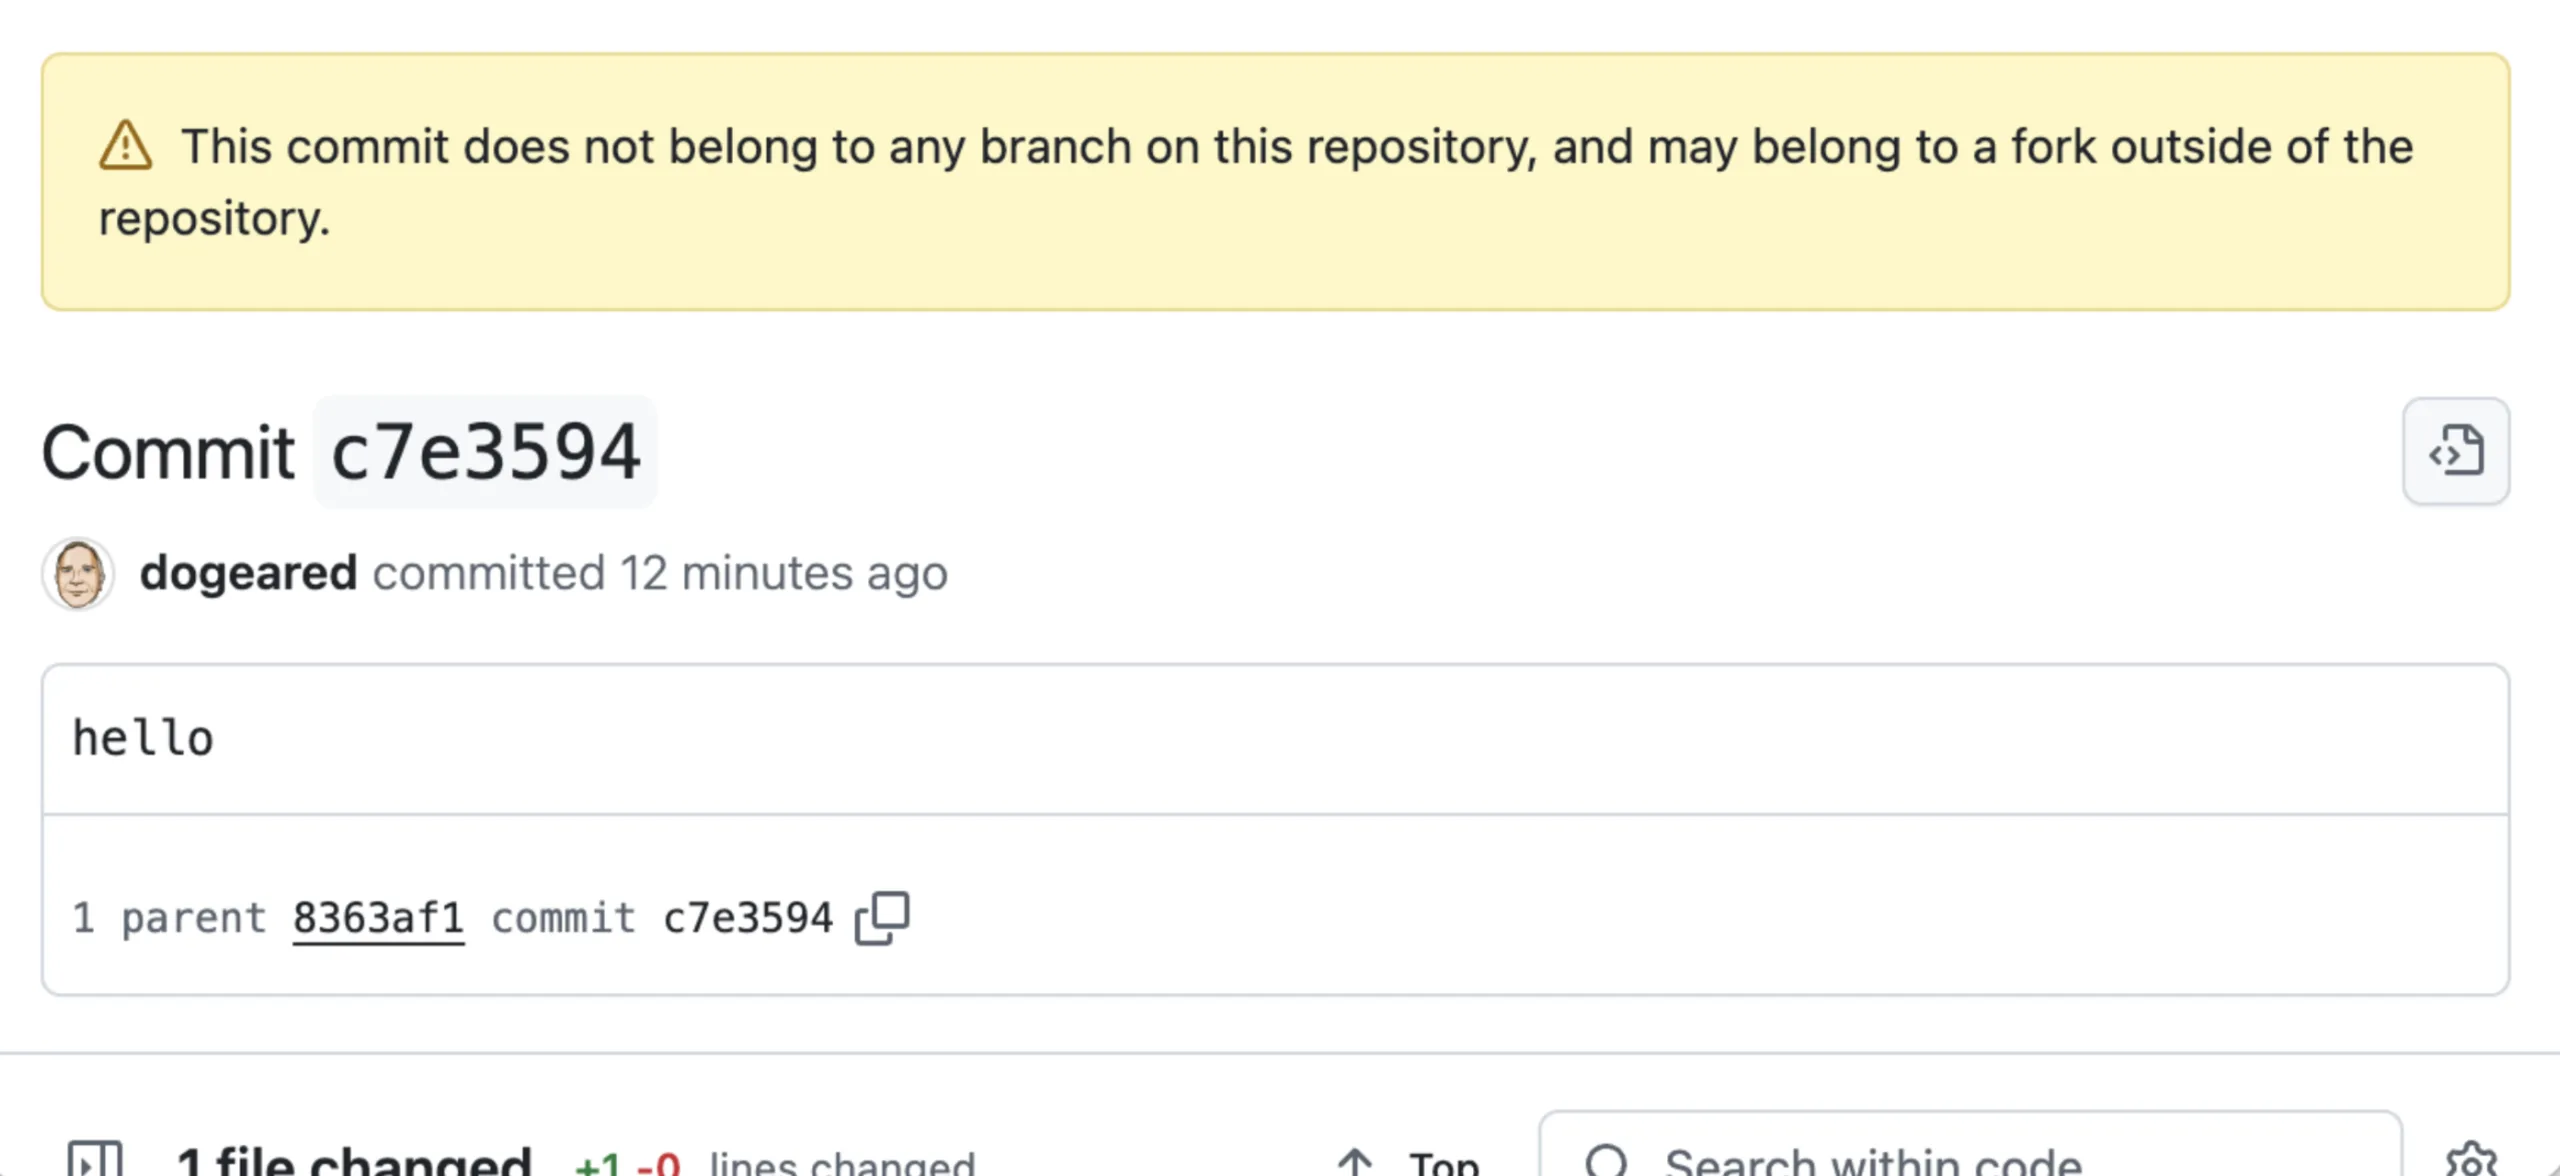 This commit does not belong to any branch on this repository, and may belong to a fork outside of the
repository.
Commit c7e3594
dogeared committed 12 minutes ago
hello
1 parent 8363af1 commit c7e3594
1 file changed +1 -0 lines changed
Top
Search within code